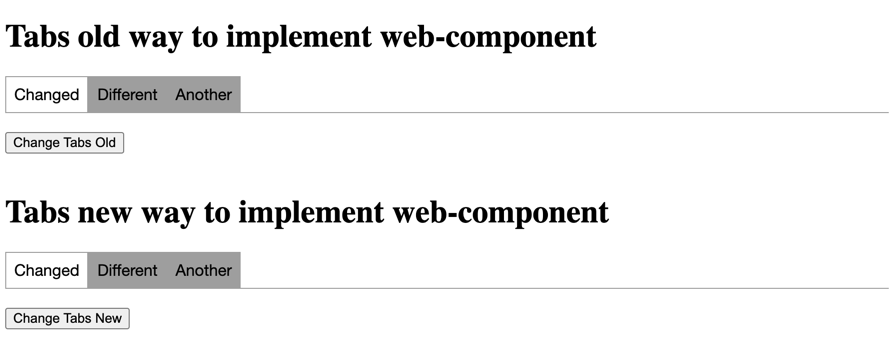 Tabs old way to implement web-component
Changed Different Another
Change Tabs Old
Tabs new way to implement web-component
Changed Different Another
Change Tabs New